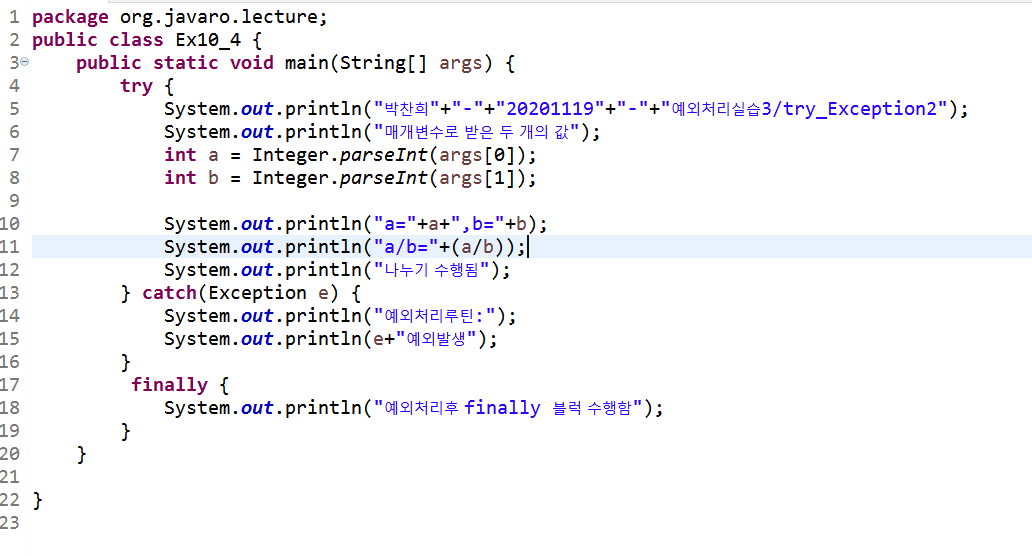 1 package org.javaro.lecture;
2 public class Ex10_4 {
3 public static void main(String[] args) {
4 try {
5 System.out.println("박찬희"+"-"+"20201119"+"-"+"예외처리실습3/try_Exception2");
6 System.out.println("매개변수로 받은 두 개의 값");
7 int a = Integer.parseInt(args[0]);
8 int b = Integer.parseInt(args[1]);
9
10 System.out.println("a="+a+",b="+b);
11 System.out.println("a/b="+(a/b));
12 System.out.println("나누기 수행됨");
13 } catch(Exception e) {
14 System.out.println("예외처리루틴:");
15 System.out.println(e+"예외발생");
16 }
17 finally {
18 System.out.println("예외처리후 finally 블럭 수행함");
19 }
20 }
21
22 }
23